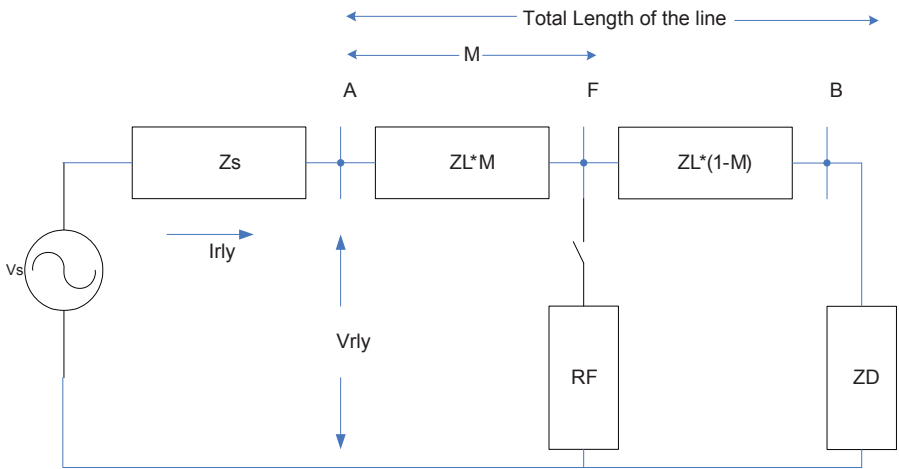 Total Length of the line
M
A
F
B
Zs
ZL*M
ZL*(1-M)
Irly
Vs
Vrly
RF
ZD